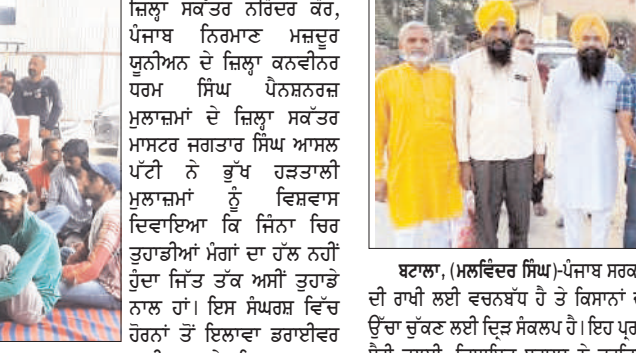 ਜ਼ਿਲ੍ਹਾ ਸਕੱਤਰ ਨਰਿੰਦਰ ਕੌਰ,
ਪੰਜਾਬ ਨਿਰਮਾਣ ਮਜ਼ਦੂਰ
ਯੂਨੀਅਨ ਦੇ ਜ਼ਿਲ੍ਹਾ ਕਨਵੀਨਰ
ਧਰਮ ਸਿੰਘ ਪੈਨਸ਼ਨਰਜ਼
ਮੁਲਾਜ਼ਮਾਂ ਦੇ ਜ਼ਿਲ੍ਹਾ ਸਕੱਤਰ
ਮਾਸਟਰ ਜਗਤਾਰ ਸਿੰਘ ਆਸਲ
ਪੱਟੀ ਨੇ ਭੁੱਖ ਹੜਤਾਲੀ
ਮੁਲਾਜ਼ਮਾਂ ਨੂੰ ਵਿਸ਼ਵਾਸ
ਦਿਵਾਇਆ ਕਿ ਜਿੰਨਾ ਚਿਰ
ਤੁਹਾਡੀਆਂ ਮੰਗਾਂ ਦਾ ਹੱਲ ਨਹੀਂ
ਹੁੰਦਾ ਜਿੱਤ ਤੱਕ ਅਸੀਂ ਤੁਹਾਡੇ
ਨਾਲ ਹਾਂ। ਇਸ ਸੰਘਰਸ਼ ਵਿੱਚ
ਹੋਰਨਾਂ ਤੋਂ ਇਲਾਵਾ ਡਰਾਈਵਰ
ਬਟਾਲਾ, (ਮਲਵਿੰਦਰ ਸਿੰਘ)-ਪੰਜਾਬ ਸਰਕ
ਦੀ ਰਾਖੀ ਲਈ ਵਚਨਬੱਧ ਹੈ ਤੇ ਕਿਸਾਨਾਂ
ਉੱਚਾ ਚੁੱਕਣ ਲਈ ਦ੍ਰਿੜ ਸੰਕਲਪ ਹੈ। ਇਹ ਪ੍ਰ